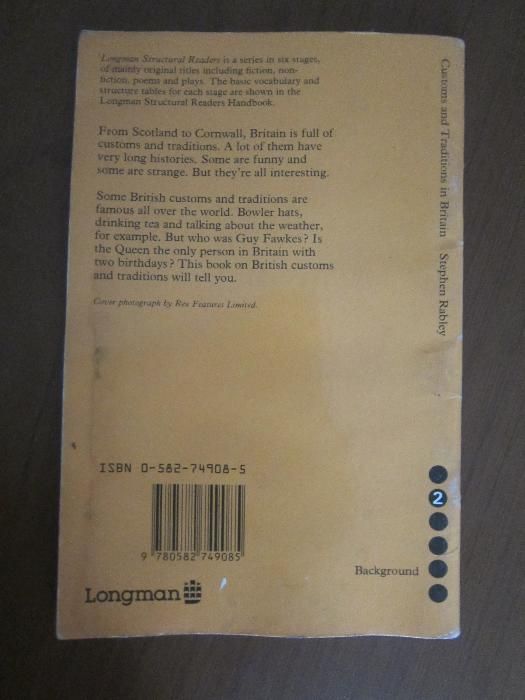 Longman Structural Readers is a series in six stages,
of mainly original titles including fiction, non-
fiction, poems and plays. The basic vocabulary and
structure tables for each stage are shown in the
Longman Structural Readers Handbook.
From Scotland to Cornwall, Britain is full of
customs and traditions. A lot of them have
very long histories. Some are funny and
some are strange. But they're all interesting.
Some British customs and traditions are
famous all over the world. Bowler hats,
drinking tea and talking about the weather,
for example. But who was Guy Fawkes? Is
the Queen the only person in Britain with
two birthdays? This book on British customs
and traditions will tell you.
Cover photograph by Rex Features Limited.
ISBN 0-582-74908-5
9 780582 749085
Longman
Background
2
Customs and Traditions in Britain Stephen Rabley